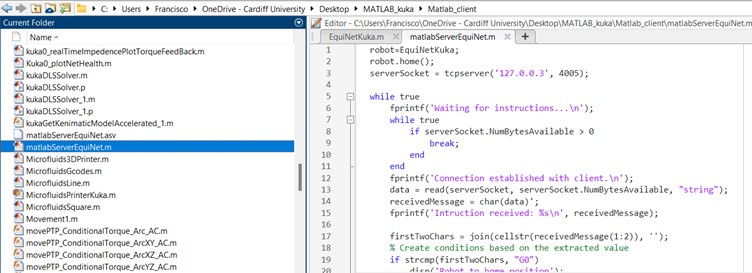 C: Users Francisco OneDrive - Cardiff University Desktop MATLAB_kuka Matlab_client
Current Folder
Name
kuka0_realTimeImpedencePlotTorqueFeedBack.m
Kuka0_plotNetHealth.m
kukaDLSSolver.m
kukaDLSSolver.p
kukaDLSSolver_1.m
kukaDLSSolver_1.p
kukaGetKenimaticModelAccelerated_1.m
matlabServerEquiNet.asv
matlabServerEquiNet.m
Microfluids3DPrinter.m
MicrofluidsGcodes.m
MicrofluidsLine.m
MicrofluidsPrinterKuka.m
MicrofluidsSquare.m
Movement1.m
movePTP_ConditionalTorque_Arc_AC.m
movePTP_ConditionalTorque_ArcXY_AC.m
movePTP_ConditionalTorque_ArcXZ_AC.m
movePTP_ConditionalTorque_ArcYZ_AC.m
Editor - C:\Users\Francisco\OneDrive - Cardiff University\Desktop\MATLAB_kuka\Matlab_client\matlabServerEquiNet.m
EquiNetKuka.m matlabServerEquiNet.m
1 robot=EquiNetKuka;
2 robot.home();
3 serverSocket = tcpserver('127.0.0.3', 4005);
4
5 while true
6 fprintf('Waiting for instructions...\n');
7 while true
8 if serverSocket.NumBytesAvailable > 0
9 break;
10 end
11 end
12 fprintf('Connection established with client.\n');
13 data = read(serverSocket, serverSocket.NumBytesAvailable, "string");
14 receivedMessage = char(data)';
15 fprintf('Intruction received: %s\n', receivedMessage);
16
17 firstTwoChars = join(cellstr(receivedMessage(1:2)), '');
18 % Create conditions based on the extracted value
19 if strcmp(firstTwoChars, "G0")
20 disp('Robot to home position');